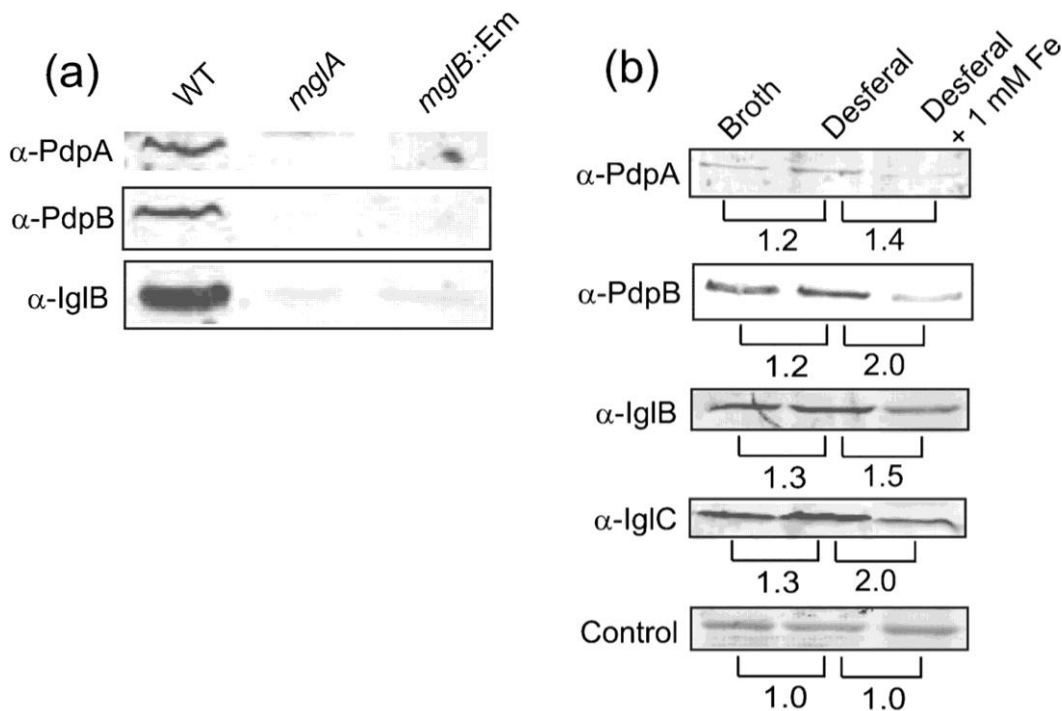 (a)
WT
mglA
mglB::Em
α-PdpA
α-PdpB
α-IglB
(b)
Broth
Desferal
Desferal
+ 1 mM Fe
α-PdpA
1.2 1.4
α-PdpB
1.2 2.0
α-IglB
1.3 1.5
α-IglC
1.3 2.0
Control
1.0 1.0